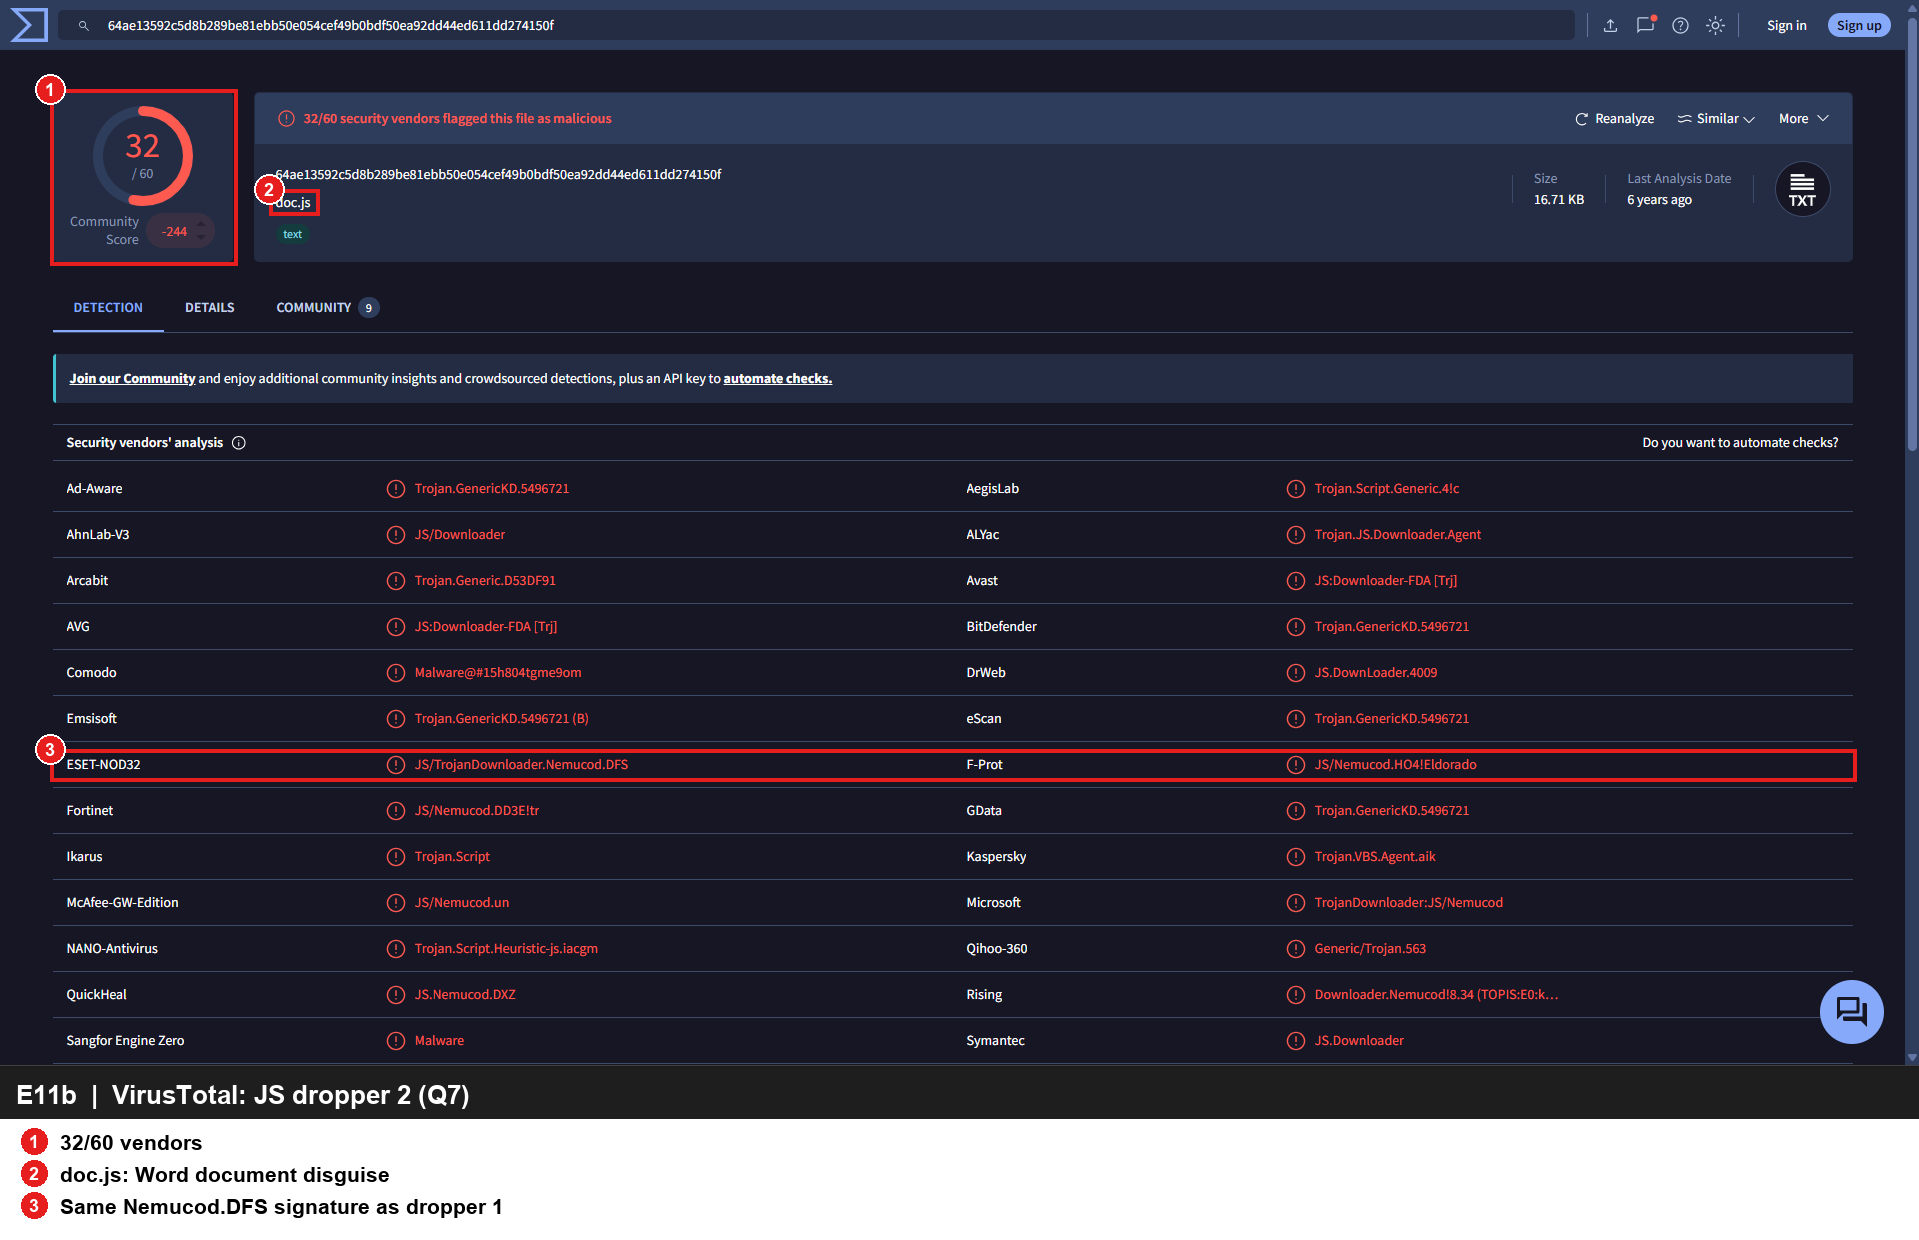 64ae13592c5d8b289be81ebb50e054cef49b0bdf50ea92dd44ed611dd274150f
Sign in
Sign up
1
32
/ 60
Community Score
-244
32/60 security vendors flagged this file as malicious
Reanalyze
Similar
More
64ae13592c5d8b289be81ebb50e054cef49b0bdf50ea92dd44ed611dd274150f
2
doc.js
text
Size
16.71 KB
Last Analysis Date
6 years ago
TXT
DETECTION
DETAILS
COMMUNITY 9
Join our Community and enjoy additional community insights and crowdsourced detections, plus an API key to automate checks.
Security vendors' analysis
Do you want to automate checks?
Ad-Aware Trojan.GenericKD.5496721 AegisLab Trojan.Script.Generic.4!c
AhnLab-V3 JS/Downloader ALYac Trojan.JS.Downloader.Agent
Arcabit Trojan.Generic.D53DF91 Avast JS:Downloader-FDA [Trj]
AVG JS:Downloader-FDA [Trj] BitDefender Trojan.GenericKD.5496721
Comodo Malware@#15h804tgme9om DrWeb JS.DownLoader.4009
Emsisoft Trojan.GenericKD.5496721 (B) eScan Trojan.GenericKD.5496721
3
ESET-NOD32 JS/TrojanDownloader.Nemucod.DFS F-Prot JS/Nemucod.HO4!Eldorado
Fortinet JS/Nemucod.DD3E!tr GData Trojan.GenericKD.5496721
Ikarus Trojan.Script Kaspersky Trojan.VBS.Agent.aik
McAfee-GW-Edition JS/Nemucod.un Microsoft TrojanDownloader:JS/Nemucod
NANO-Antivirus Trojan.Script.Heuristic-js.iacgm Qihoo-360 Generic/Trojan.563
QuickHeal JS.Nemucod.DXZ Rising Downloader.Nemucod!8.34 (TOPIS:E0:k...
Sangfor Engine Zero Malware Symantec JS.Downloader
E11b | VirusTotal: JS dropper 2 (Q7)
1 32/60 vendors
2 doc.js: Word document disguise
3 Same Nemucod.DFS signature as dropper 1